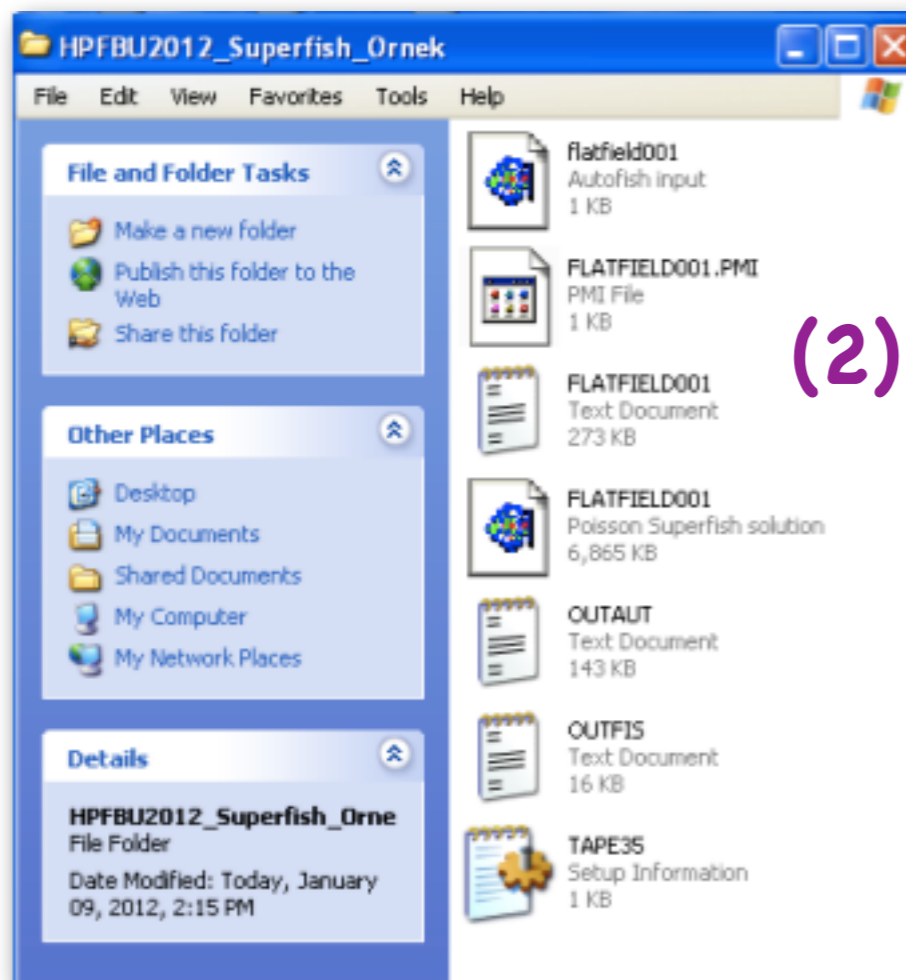 HPFBU2012_Superfish_Ornek
File Edit View Favorites Tools Help
File and Folder Tasks
Make a new folder
Publish this folder to the
Web
Share this folder
Other Places
Desktop
My Documents
Shared Documents
My Computer
My Network Places
Details
HPFBU2012_Superfish_Orne
File Folder
Date Modified: Today, January
09, 2012, 2:15 PM
flatfield001
Autofish input
1 KB
FLATFIELD001.PMI
PMI File
1 KB
(2)
FLATFIELD001
Text Document
273 KB
FLATFIELD001
Poisson Superfish solution
6,865 KB
OUTAUT
Text Document
143 KB
OUTFIS
Text Document
16 KB
TAPE35
Setup Information
1 KB